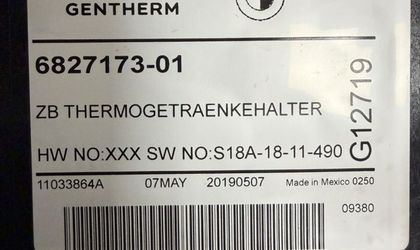 GENTHERM
6827173-01
ZB THERMOGETRAENKEHALTER
HW NO:XXX SW NO:S18A-18-11-490
G12719
11033864A 07MAY 20190507 Made in Mexico 0250
09380